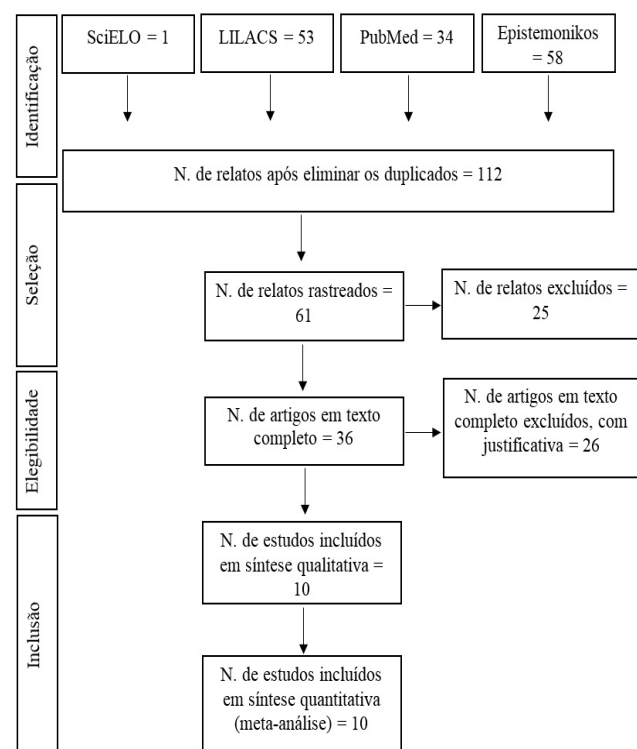 Identificação
SciELO = 1
LILACS = 53
PubMed = 34
Epistemonikos
= 58
N. de relatos após eliminar os duplicados = 112
Seleção
N. de relatos rastreados =
61
N. de relatos excluídos =
25
Elegibilidade
N. de artigos em texto
completo = 36
N. de artigos em texto
completo excluídos, com
justificativa = 26
Inclusão
N. de estudos incluídos
em síntese qualitativa =
10
N. de estudos incluídos
em síntese quantitativa
(meta-análise) = 10